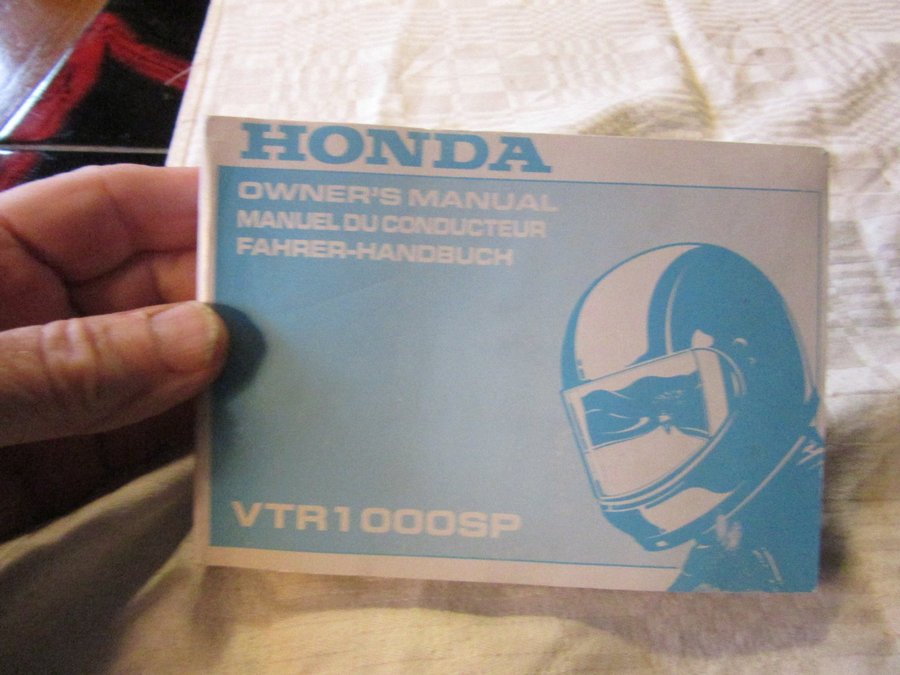 HONDA
OWNER'S MANUAL
MANUEL DU CONDUCTEUR
FAHRER-HANDBUCH
VTR1000SP